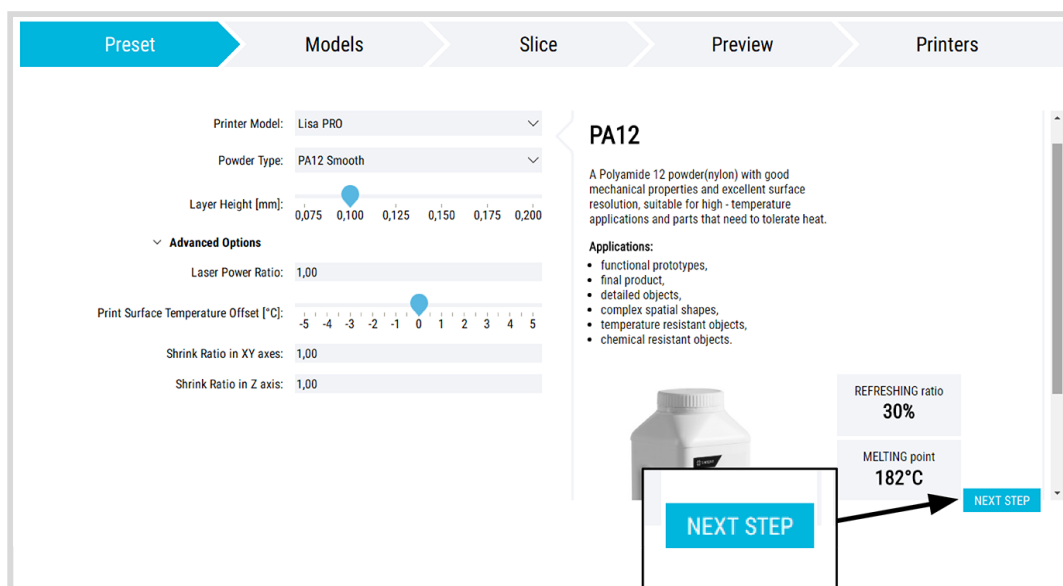 Preset
Models
Slice
Preview
Printers
Printer Model: Lisa PRO
Powder Type: PA12 Smooth
Layer Height [mm]:
0,075 0,100 0,125 0,150 0,175 0,200
Advanced Options
Laser Power Ratio: 1,00
Print Surface Temperature Offset [°C]:
-5 -4 -3 -2 -1 0 1 2 3 4 5
Shrink Ratio in XY axes: 1,00
Shrink Ratio in Z axis: 1,00
PA12
A Polyamide 12 powder(nylon) with good
mechanical properties and excellent surface
resolution, suitable for high - temperature
applications and parts that need to tolerate heat.
Applications:
• functional prototypes,
• final product,
• detailed objects,
• complex spatial shapes,
• temperature resistant objects,
• chemical resistant objects.
REFRESHING ratio
30%
MELTING point
182°C
NEXT STEP
NEXT STEP